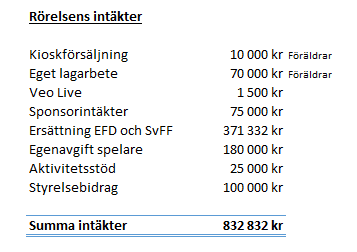 Rörelsens intäkter
Kioskförsäljning 10 000 kr Föräldrar
Eget lagarbete 70 000 kr Föräldrar
Veo Live 1 500 kr
Sponsorintäkter 75 000 kr
Ersättning EFD och SvFF 371 332 kr
Egenavgift spelare 180 000 kr
Aktivitetsstöd 25 000 kr
Styrelsebidrag 100 000 kr
Summa intäkter 832 832 kr